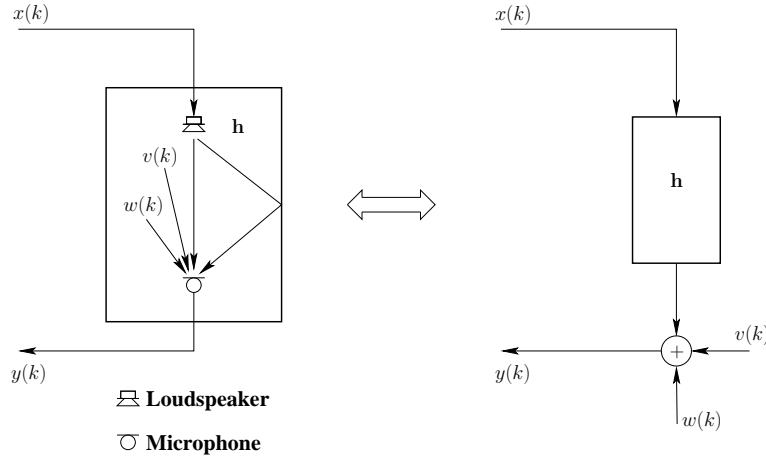 x(k)
h
v(k)
w(k)
y(k)
Loudspeaker
Microphone
x(k)
h
+
v(k)
y(k)
w(k)